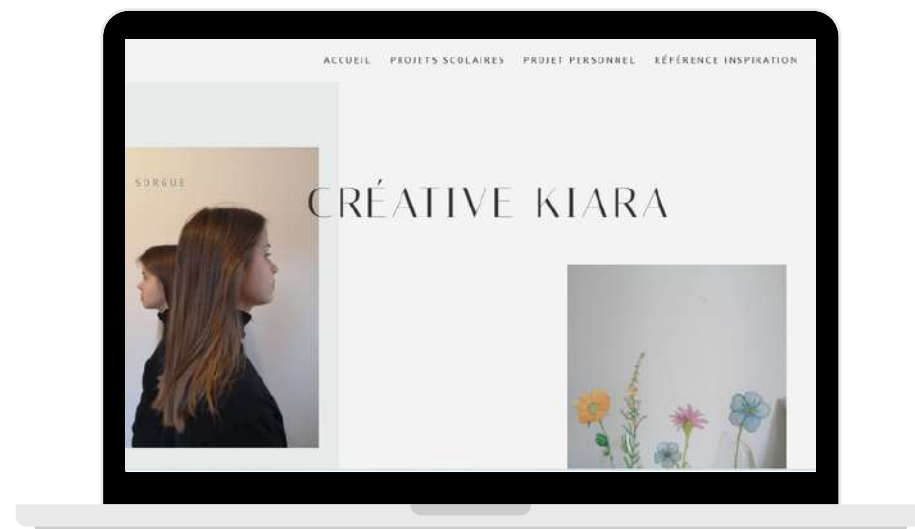 ACCUEIL PROJETS SCOLAIRES PROJET PERSONNEL RÉFÉRENCE INSPIRATION
SORGUE
CRÉATIVE KIARA